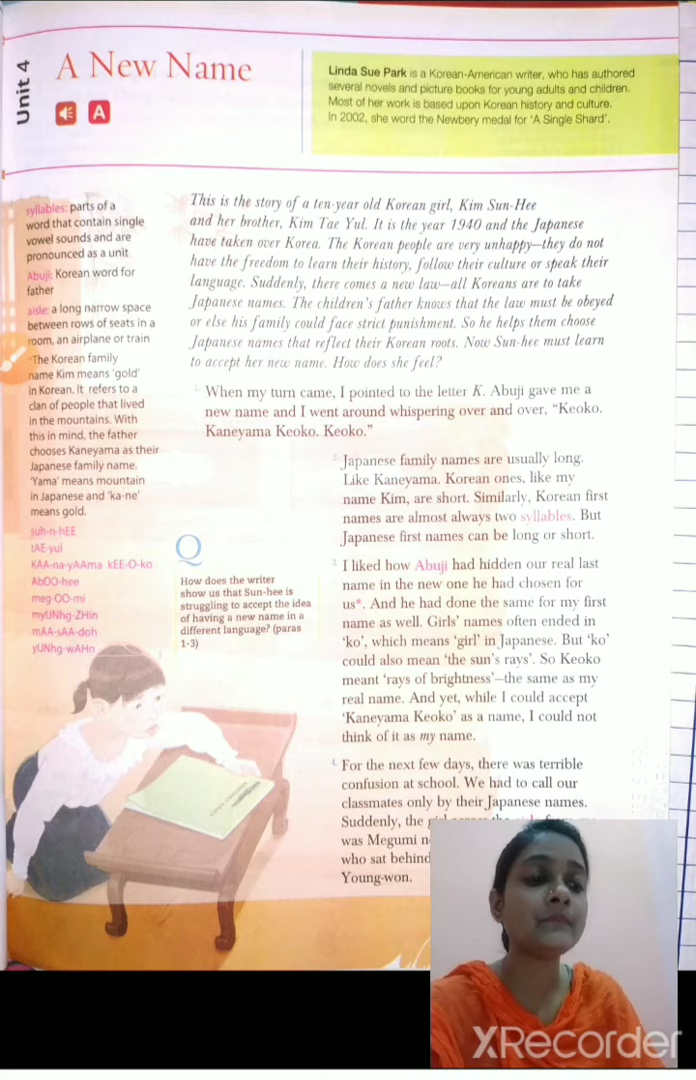 Unit 4
A New Name
A
Linda Sue Park is a Korean-American writer, who has authored
several novels and picture books for young adults and children.
Most of her work is based upon Korean history and culture.
In 2002, she word the Newbery medal for 'A Single Shard'.
syllables: parts of a
word that contain single
vowel sounds and are
pronounced as a unit
Abuji: Korean word for
father
aisle: a long narrow space
between rows of seats in a
room, an airplane or train
*The Korean family
name Kim means 'gold'
in Korean. It refers to a
clan of people that lived
in the mountains. With
this in mind, the father
chooses Kaneyama as their
Japanese family name.
'Yama' means mountain
in Japanese and 'ka-ne'
means gold.
suh-n-hEE
tAE-yul
KAA-na-yAAma kEE-O-ko
AbOO-hee
meg-OO-mi
myUNhg-ZHin
mAA-sAA-doh
yUNhg-wAHn
This is the story of a ten-year old Korean girl, Kim Sun-Hee
and her brother, Kim Tae Yul. It is the year 1940 and the Japanese
have taken over Korea. The Korean people are very unhappy—they do not
have the freedom to learn their history, follow their culture or speak their
language. Suddenly, there comes a new law—all Koreans are to take
Japanese names. The children's father knows that the law must be obeyed
or else his family could face strict punishment. So he helps them choose
Japanese names that reflect their Korean roots. Now Sun-hee must learn
to accept her new name. How does she feel?
1. When my turn came, I pointed to the letter K. Abuji gave me a
new name and I went around whispering over and over, "Keoko.
Kaneyama Keoko. Keoko."
2. Japanese family names are usually long.
Like Kaneyama. Korean ones, like my
name Kim, are short. Similarly, Korean first
names are almost always two syllables. But
Japanese first names can be long or short.
Q
How does the writer
show us that Sun-hee is
struggling to accept the idea
of having a new name in a
different language? (paras
1-3)
3. I liked how Abuji had hidden our real last
name in the new one he had chosen for
us*. And he had done the same for my first
name as well. Girls' names often ended in
'ko', which means 'girl' in Japanese. But 'ko'
could also mean 'the sun's rays'. So Keoko
meant 'rays of brightness'—the same as my
real name. And yet, while I could accept
'Kaneyama Keoko' as a name, I could not
think of it as my name.
4. For the next few days, there was terrible
confusion at school. We had to call our
classmates only by their Japanese names.
Suddenly, the
was Megumi
who sat behind
Young-won.
XRecorder